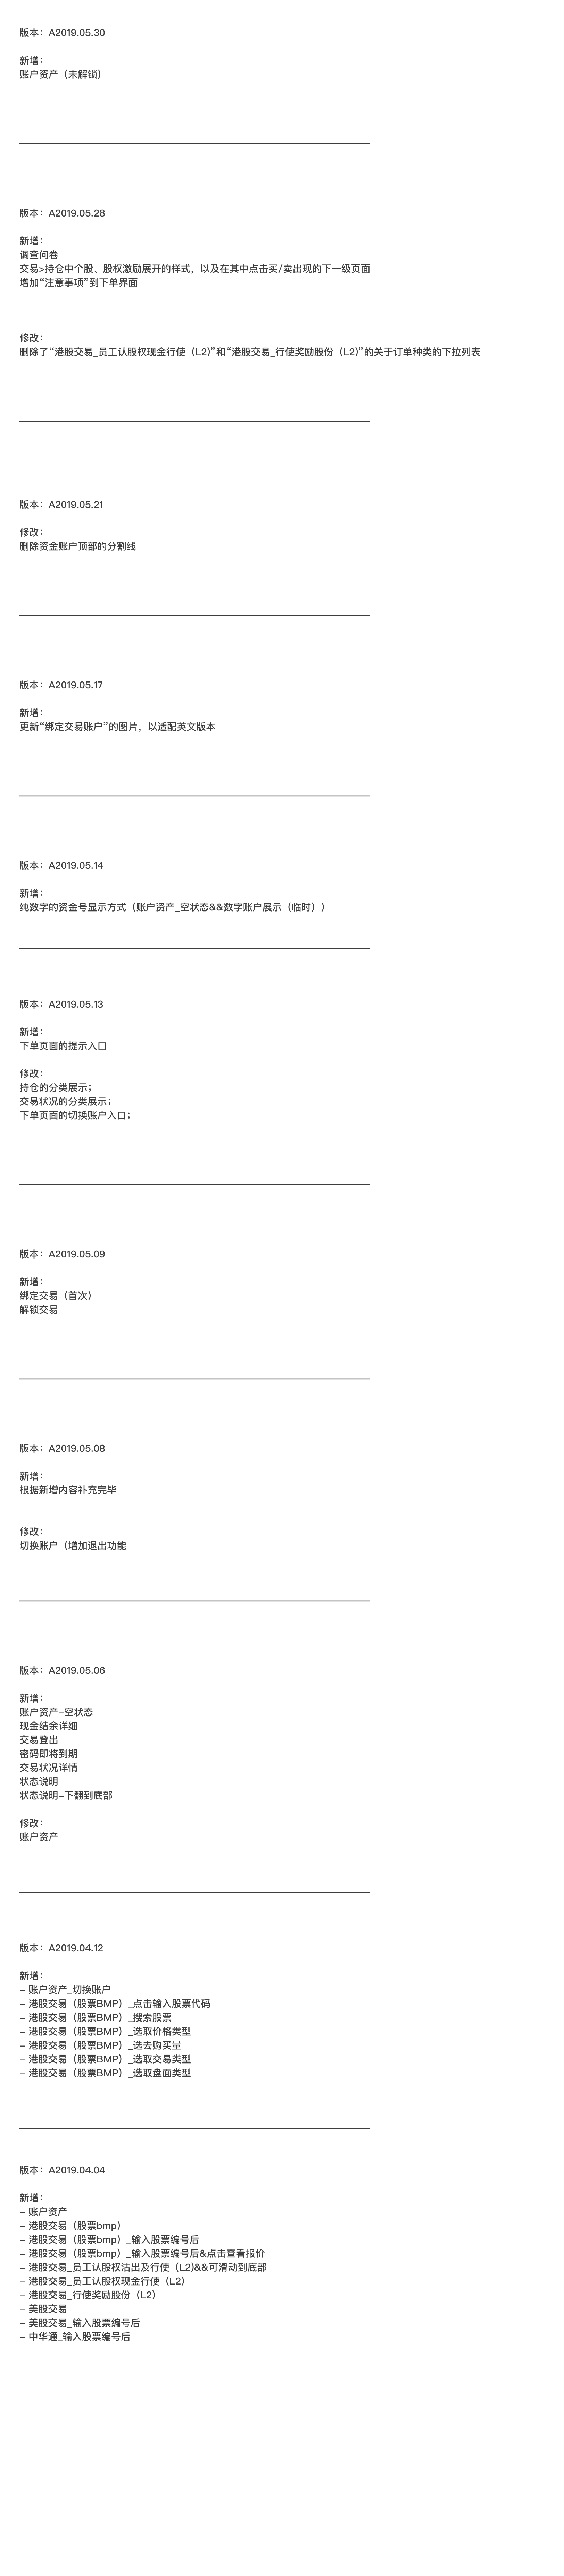 版本：A2019.05.30
新增：
账户资产（未解锁）
版本：A2019.05.28
新增：
调查问卷
交易>持仓中个股、股权激励展开的样式，以及在其中点击买/卖出现的下一级页面
增加“注意事项”到下单界面
修改：
删除了“港股交易_员工认股权现金行使（L2)”和“港股交易_行使奖励股份（L2)”的关于订单种类的下拉列表
版本：A2019.05.21
修改：
删除资金账户顶部的分割线
版本：A2019.05.17
新增：
更新“绑定交易账户”的图片，以适配英文版本
版本：A2019.05.14
新增：
纯数字的资金号显示方式（账户资产_空状态&&数字账户展示（临时））
版本：A2019.05.13
新增：
下单页面的提示入口
修改：
持仓的分类展示；
交易状况的分类展示；
下单页面的切换账户入口；
版本：A2019.05.09
新增：
绑定交易（首次）
解锁交易
版本：A2019.05.08
新增：
根据新增内容补充完毕
修改：
切换账户（增加退出功能
版本：A2019.05.06
新增：
账户资产-空状态
现金结余详细
交易登出
密码即将到期
交易状况详情
状态说明
状态说明-下翻到底部
修改：
账户资产
版本：A2019.04.12
新增：
- 账户资产_切换账户
- 港股交易（股票BMP）_点击输入股票代码
- 港股交易（股票BMP）_搜索股票
- 港股交易（股票BMP）_选取价格类型
- 港股交易（股票BMP）_选去购买量
- 港股交易（股票BMP）_选取交易类型
- 港股交易（股票BMP）_选取盘面类型
版本：A2019.04.04
新增：
- 账户资产
- 港股交易（股票bmp）
- 港股交易（股票bmp）_输入股票编号后
- 港股交易（股票bmp）_输入股票编号后&点击查看报价
- 港股交易_员工认股权沽出及行使（L2)&&可滑动到底部
- 港股交易_员工认股权现金行使（L2）
- 港股交易_行使奖励股份（L2）
- 美股交易
- 美股交易_输入股票编号后
- 中华通_输入股票编号后